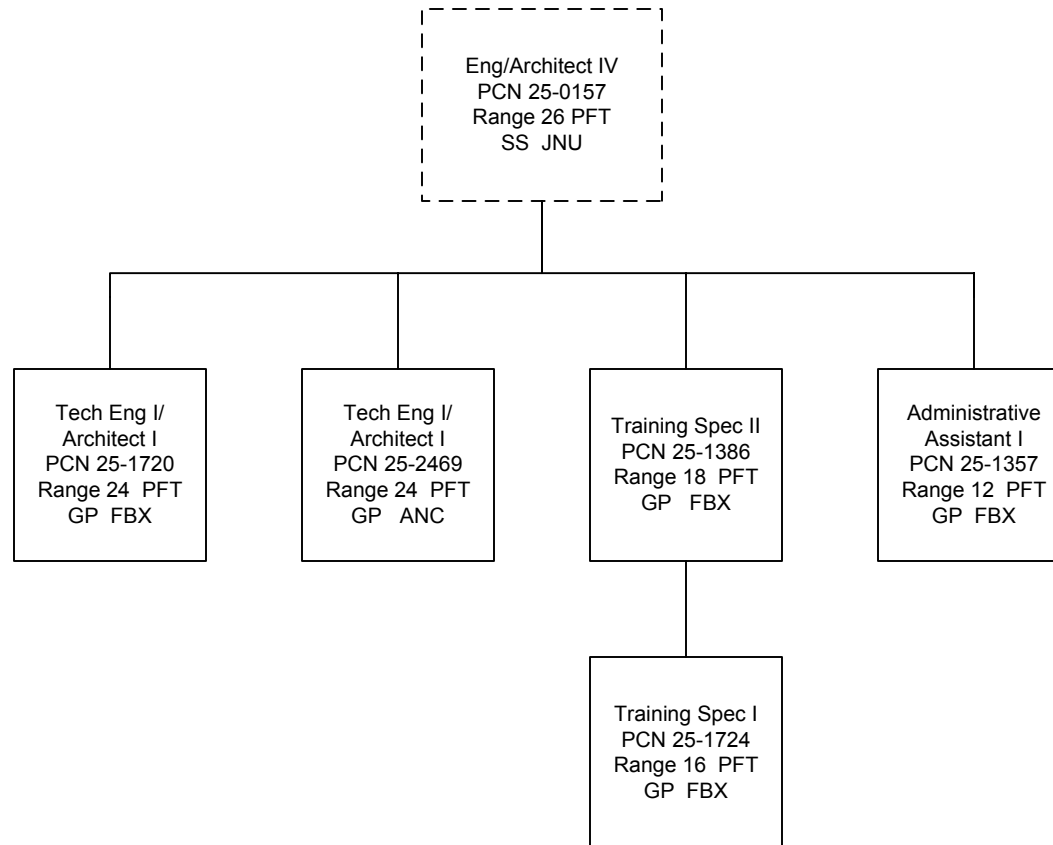 Eng/Architect IV
PCN 25-0157
Range 26 PFT
SS JNU
Tech Eng I/
Architect I
PCN 25-1720
Range 24 PFT
GP FBX
Tech Eng I/
Architect I
PCN 25-2469
Range 24 PFT
GP ANC
Training Spec II
PCN 25-1386
Range 18 PFT
GP FBX
Administrative
Assistant I
PCN 25-1357
Range 12 PFT
GP FBX
Training Spec I
PCN 25-1724
Range 16 PFT
GP FBX